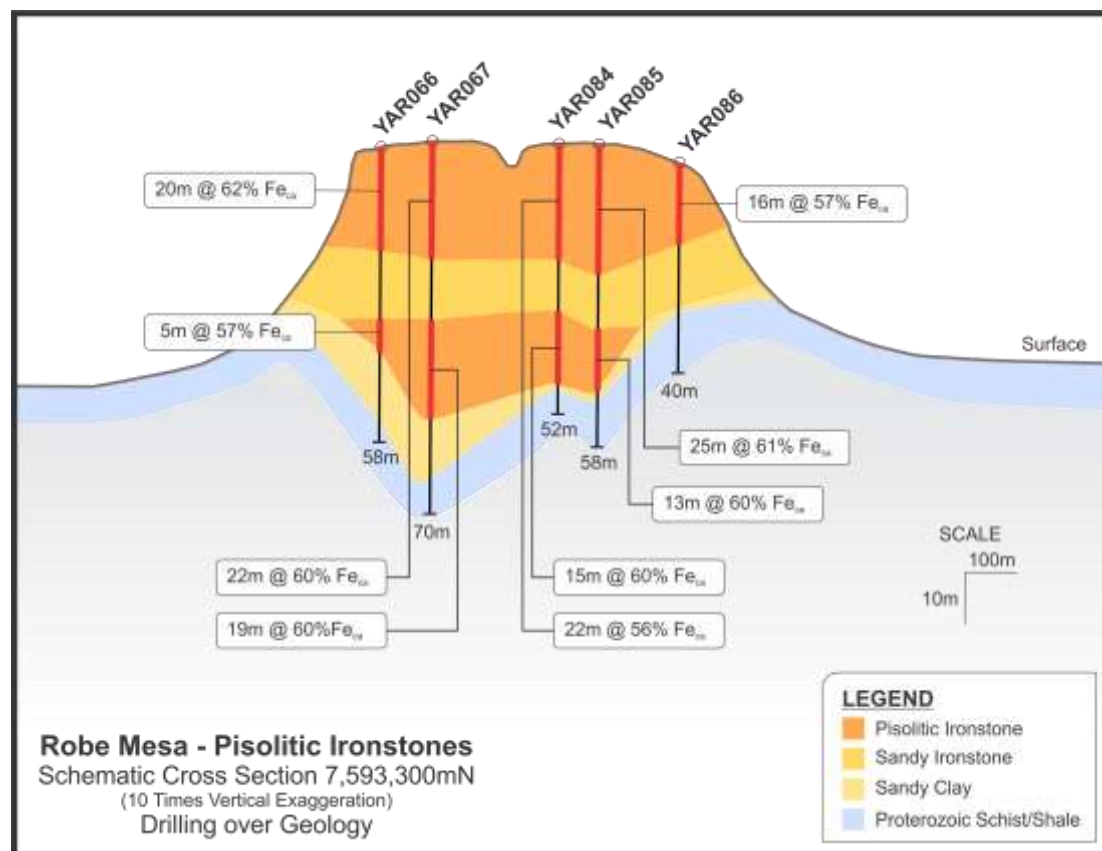 YAR066
YAR067
YAR084
YAR085
YAR086
20m @ 62% Fe
16m @ 57% Fe
5m @ 57% Fe
Surface
40m
52m
58m
58m
25m @ 61% Fe
13m @ 60% Fe
70m
SCALE
100m
10m
22m @ 60% Fe
15m @ 60% Fe
19m @ 60%Fe
22m @ 56% Fe
LEGEND
Pisolitic Ironstone
Sandy Ironstone
Sandy Clay
Proterozoic Schist/Shale
Robe Mesa - Pisolitic Ironstones
Schematic Cross Section 7,593,300mN
(10 Times Vertical Exaggeration)
Drilling over Geology